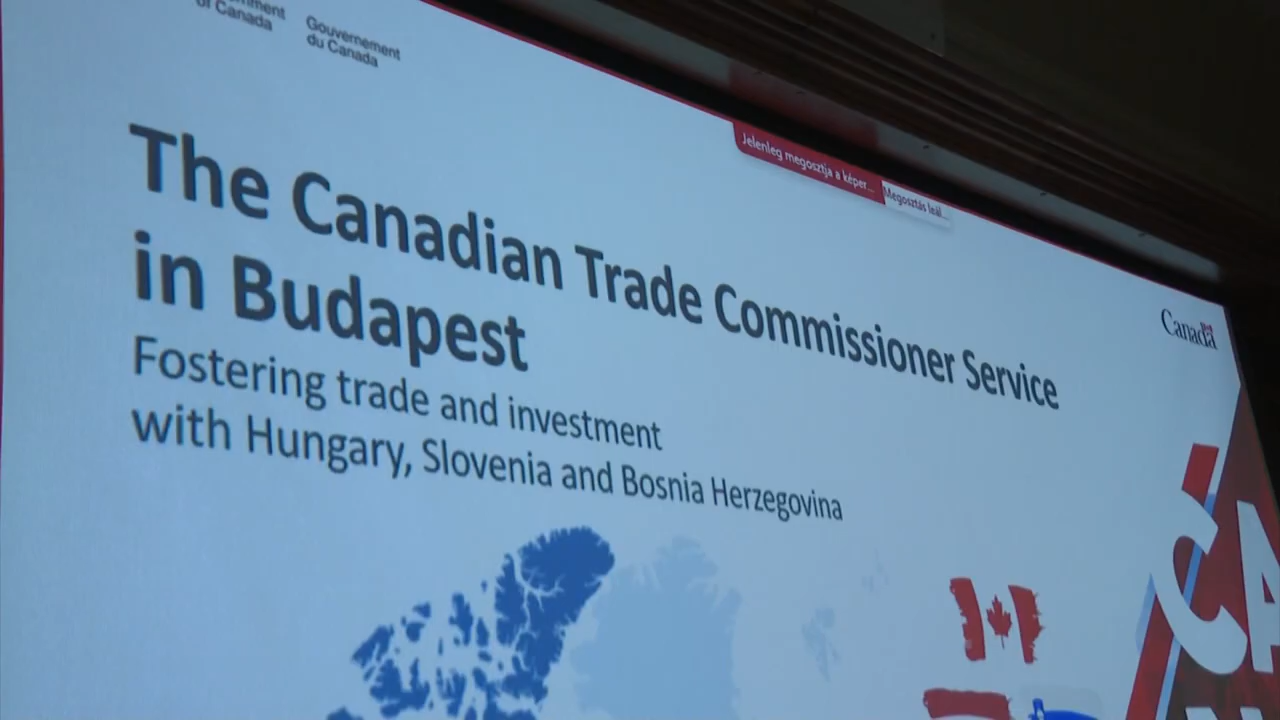 of Canada
Gouvernement
du Canada
Jelenleg megosztja a képer...
Megosztás leál...
The Canadian Trade Commissioner Service
in Budapest
Fostering trade and investment
with Hungary, Slovenia and Bosnia Herzegovina
Canada
CA